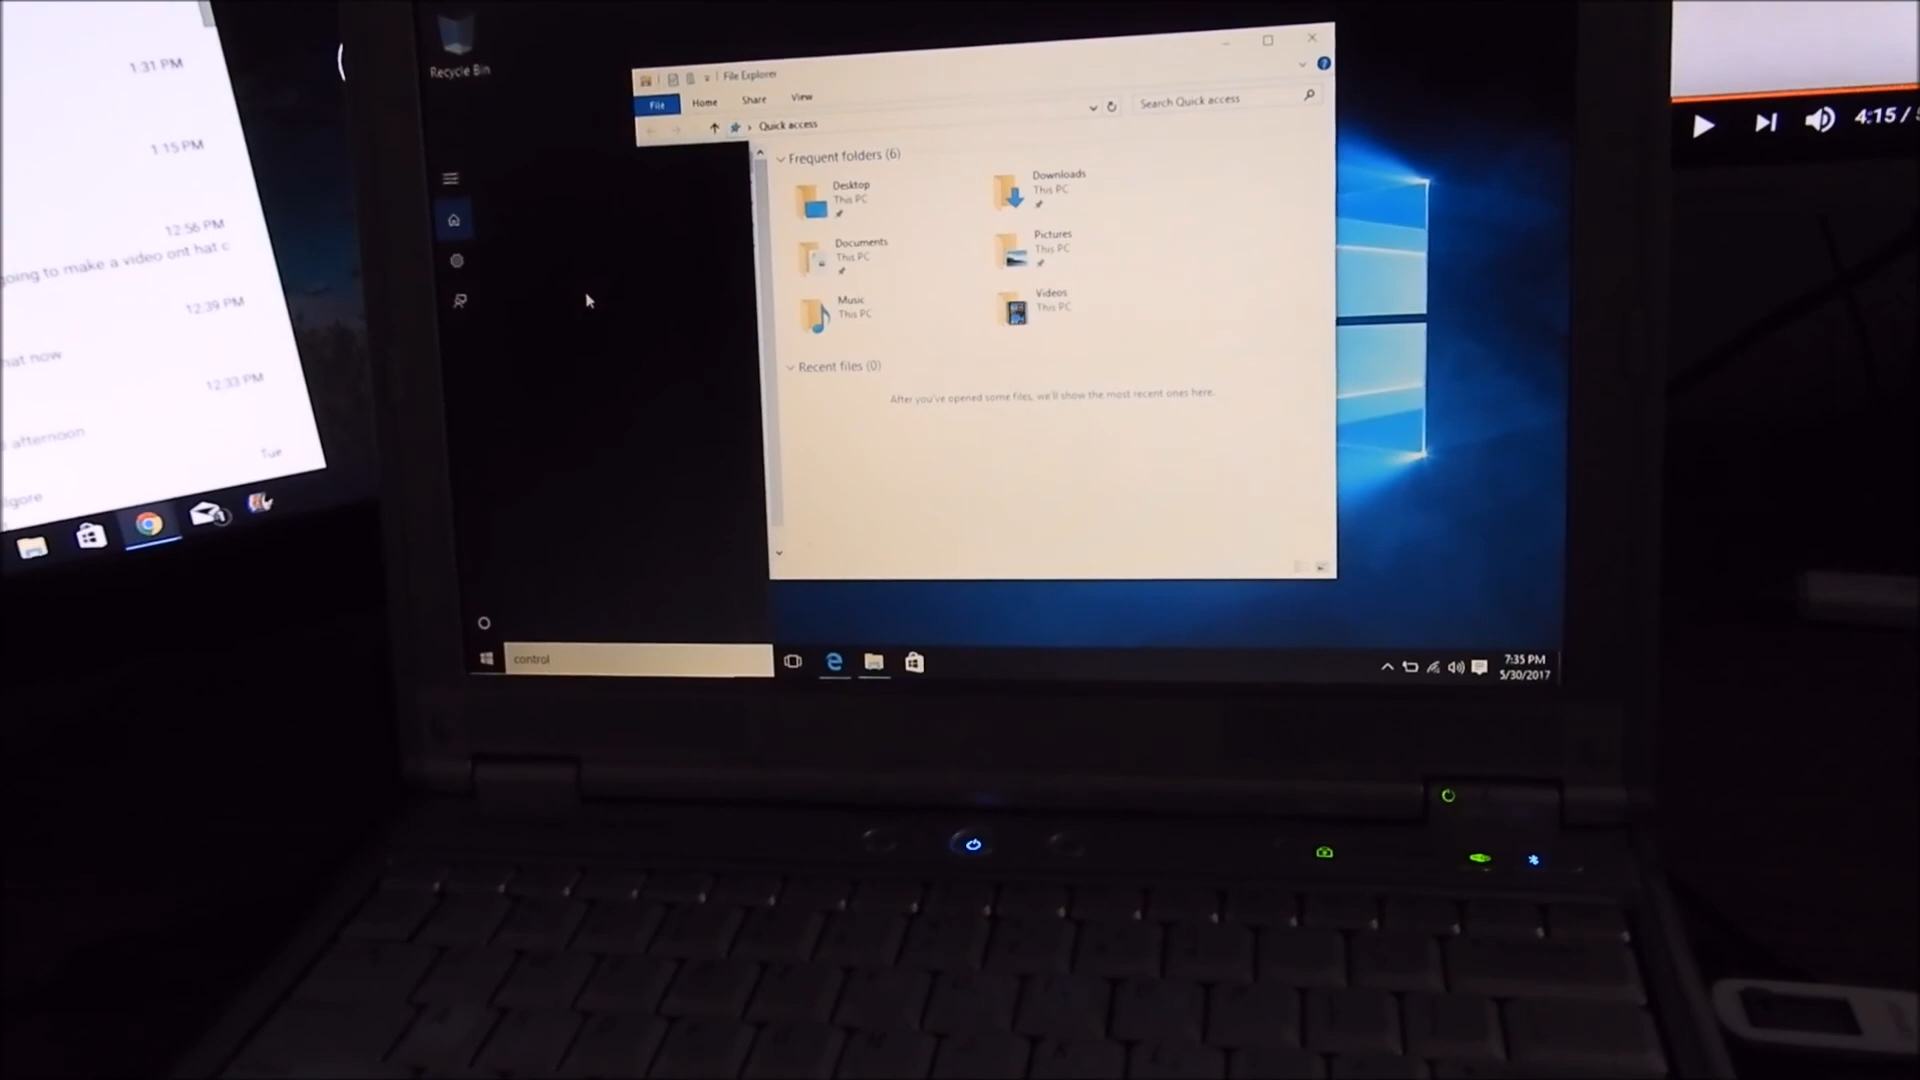 1:31 PM
1:15 PM
12:56 PM
going to make a video ont hat c
12:39 PM
hat now
12:33 PM
afternoon
Tue
lgore
Recycle Bin
File Explorer
File Home Share View
Quick access
Search Quick access
Frequent folders (6)
Desktop
This PC
Downloads
This PC
Documents
This PC
Pictures
This PC
Music
This PC
Videos
This PC
Recent files (0)
After you've opened some files, we'll show the most recent ones here.
control
7:35 PM
5/30/2017
4:15 /